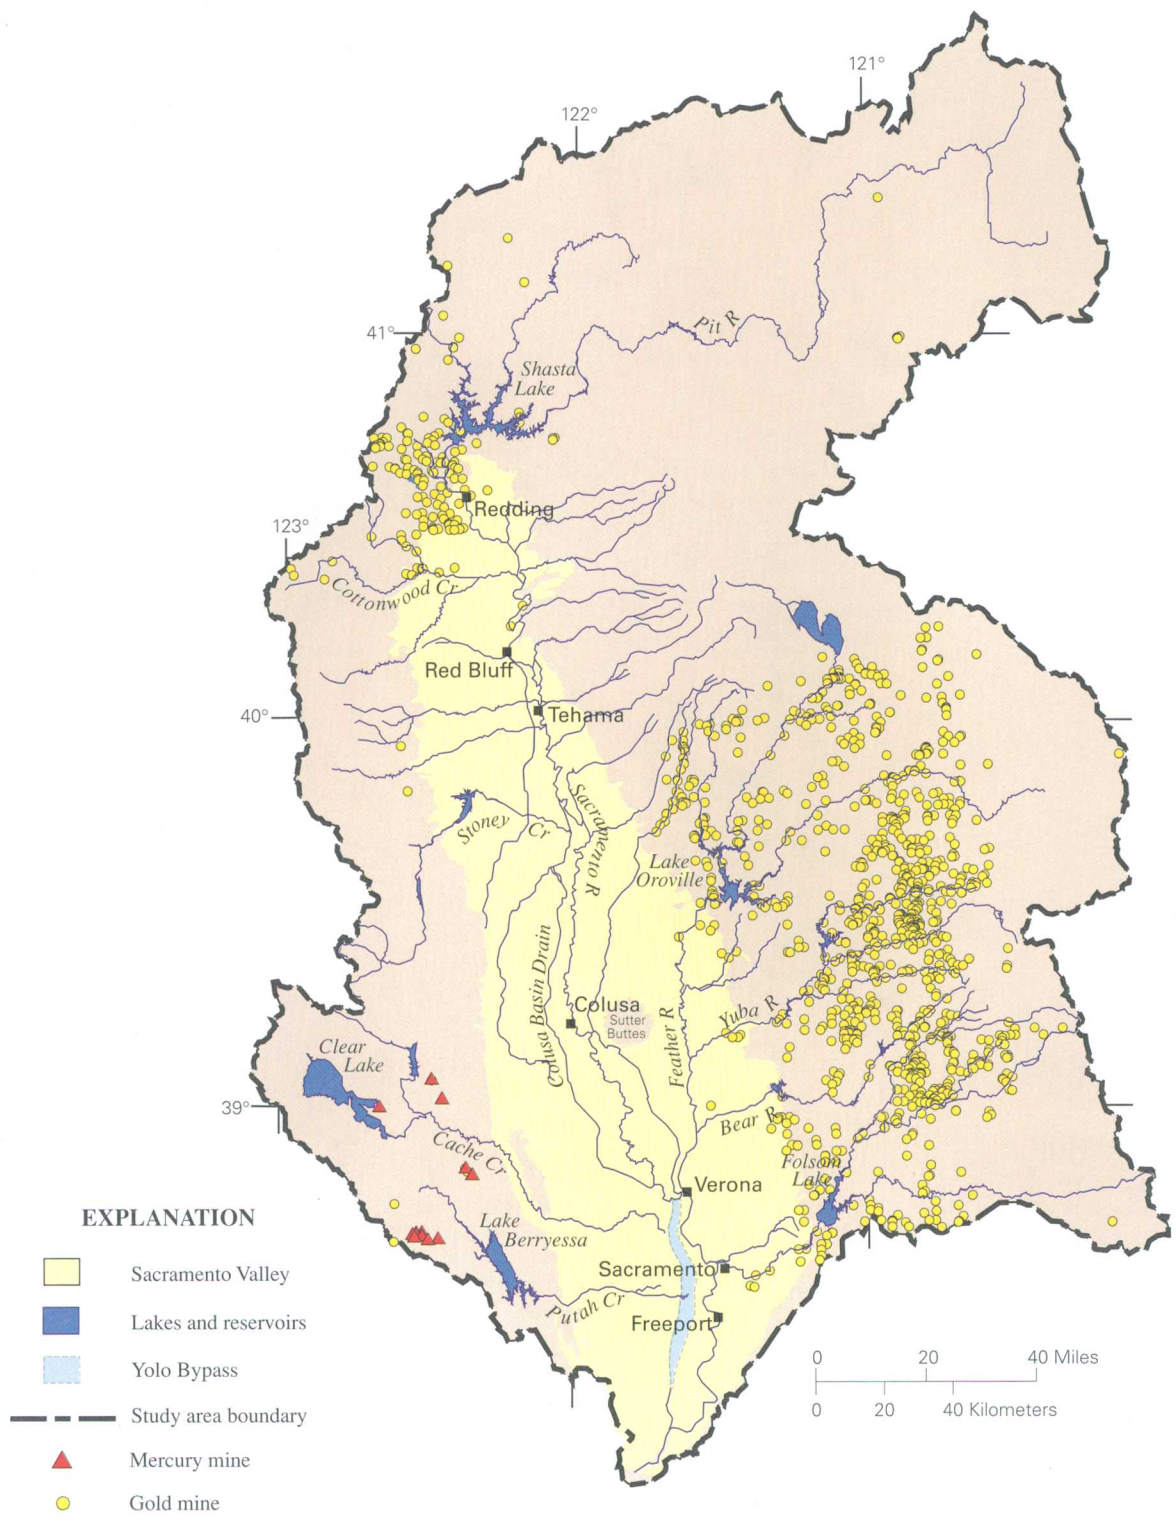 121°
122°
Pit R
41°
Shasta
Lake
Redding
123°
Cottonwood Cr
Red Bluff
Tehama
40°
Sacramento R
Stoney Cr
Lake
Oroville
Colusa Basin Drain
Colusa
Sutter
Buttes
Feather R
Yuba R
Clear
Lake
39°
Bear R
Cache Cr
Folsom
Lake
Verona
EXPLANATION
Lake
Berryessa
Sacramento Valley
Sacramento
Putah Cr
Freeport
Lakes and reservoirs
0 20 40 Miles
Yolo Bypass
0 20 40 Kilometers
Study area boundary
Mercury mine
Gold mine